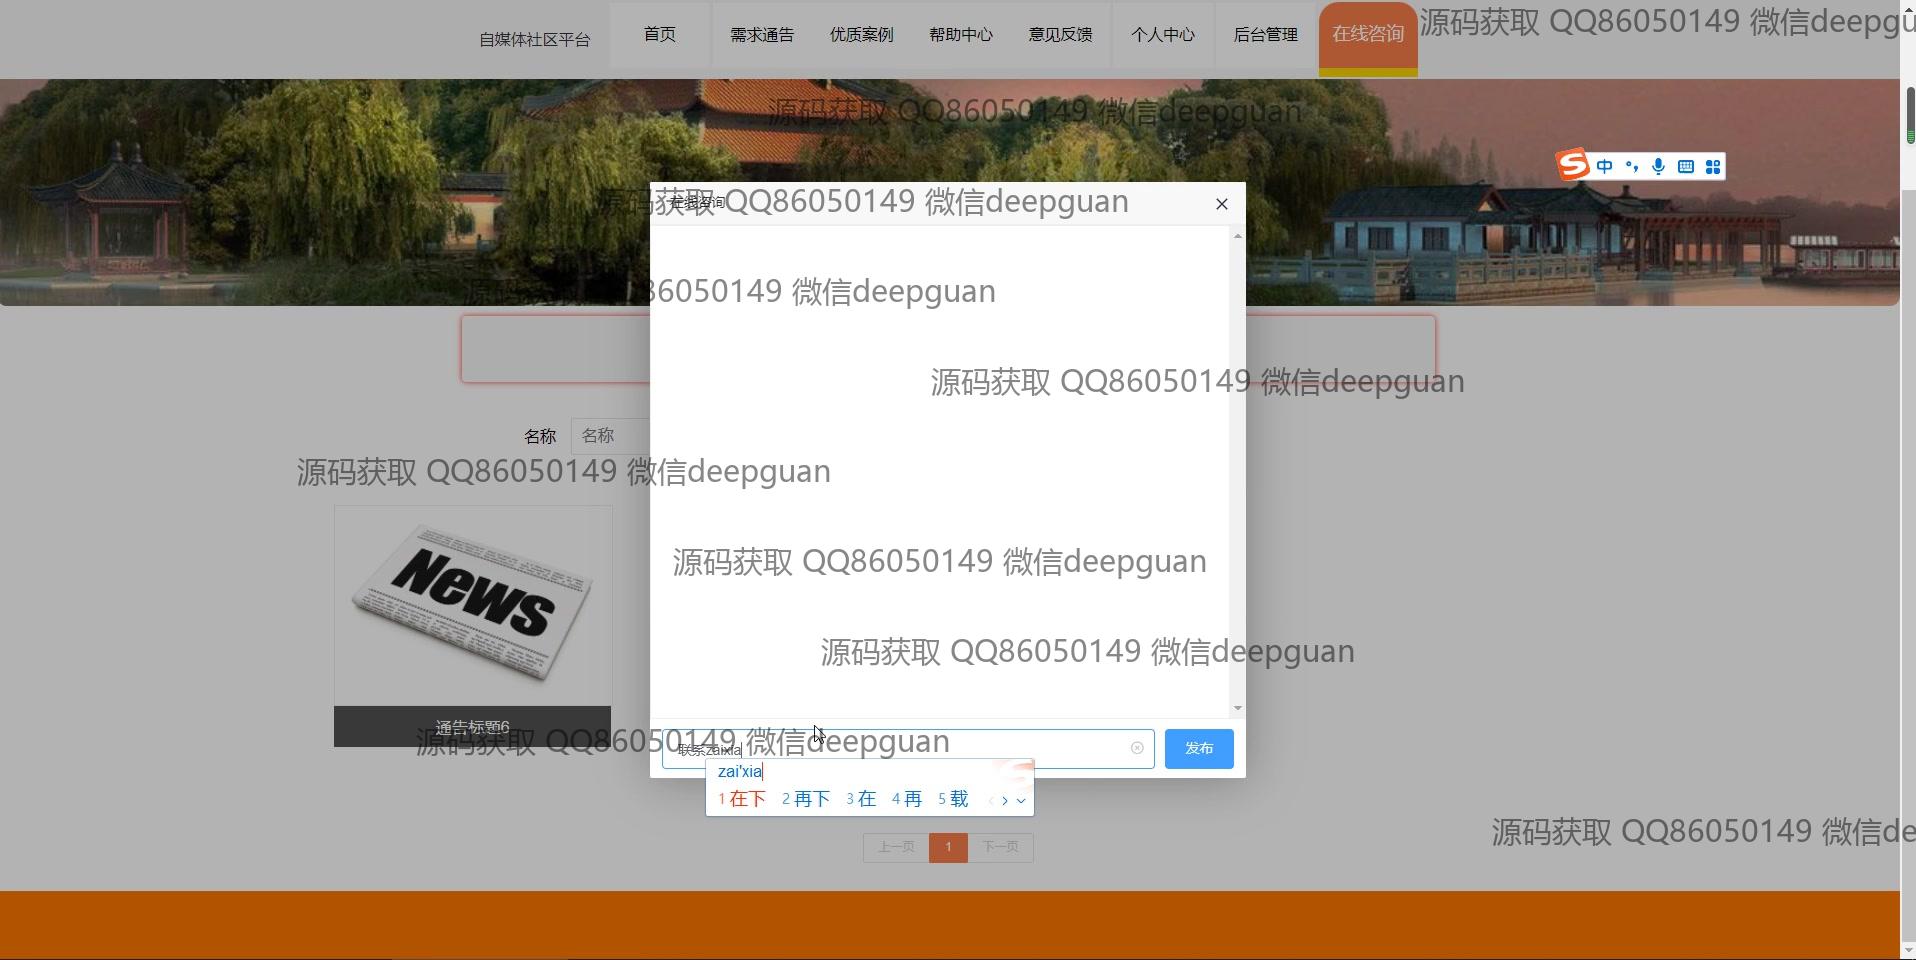 自媒体社区平台
首页
需求通告
优质案例
帮助中心
意见反馈
个人中心
后台管理
在线咨询
源码获取 QQ86050149 微信deepgu
源码获取 QQ86050149 微信deepguan
中
源码获取 QQ86050149 微信deepguan
在线咨询
源码获取 QQ86050149 微信deepguan
源码获取 QQ86050149 微信deepguan
名称
名称
源码获取 QQ86050149 微信deepguan
News
源码获取 QQ86050149 微信deepguan
源码获取 QQ86050149 微信deepguan
通告标题6
源码获取 QQ86050149 微信deepguan
联系zaixia
发布
zai'xia
1 在下 2 再下 3 在 4 再 5 载
源码获取 QQ86050149 微信de
上一页
1
下一页